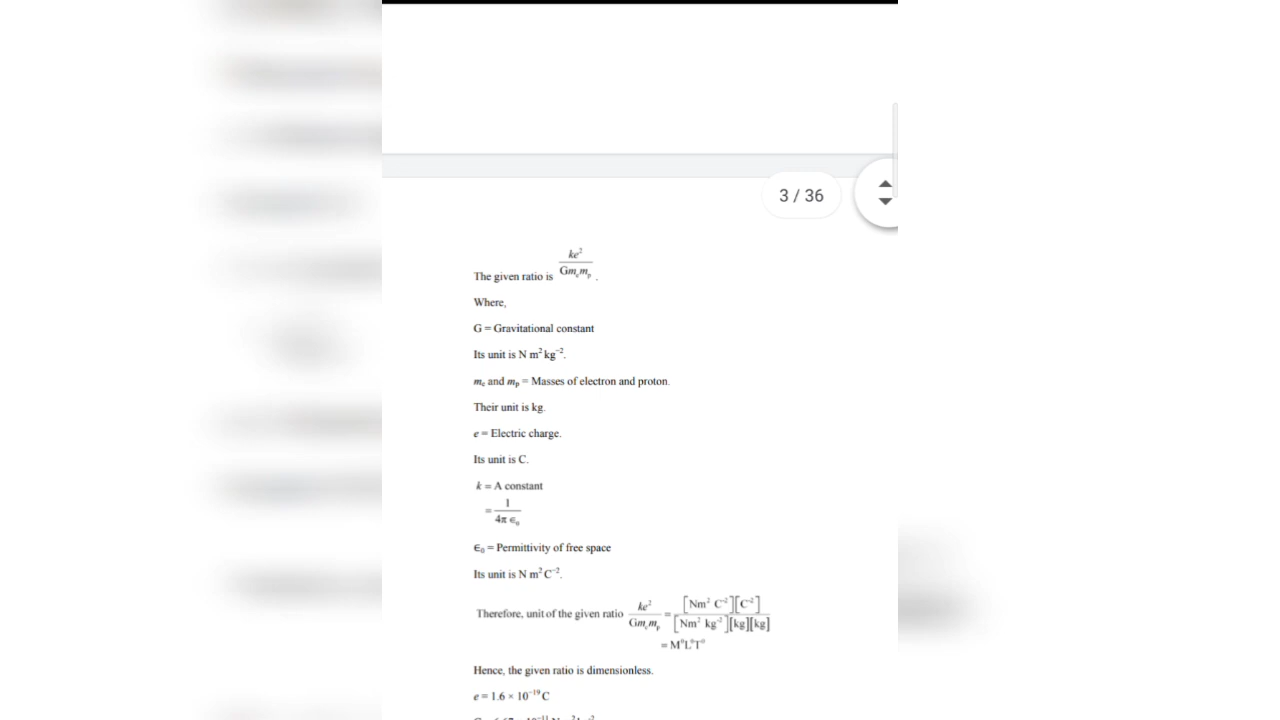 3 / 36
The given ratio is ke²/Gmₑmₚ .
Where,
G = Gravitational constant
Its unit is N m² kg⁻².
mₑ and mₚ = Masses of electron and proton.
Their unit is kg.
e = Electric charge.
Its unit is C.
k = A constant
= 1/4π ∈₀
∈₀ = Permittivity of free space
Its unit is N m² C⁻².
Therefore, unit of the given ratio ke²/Gmₑmₚ = [Nm² C⁻²][C⁻²]/[Nm² kg⁻²][kg][kg]
= M⁰L⁰T⁰
Hence, the given ratio is dimensionless.
e = 1.6 × 10⁻¹⁹ C